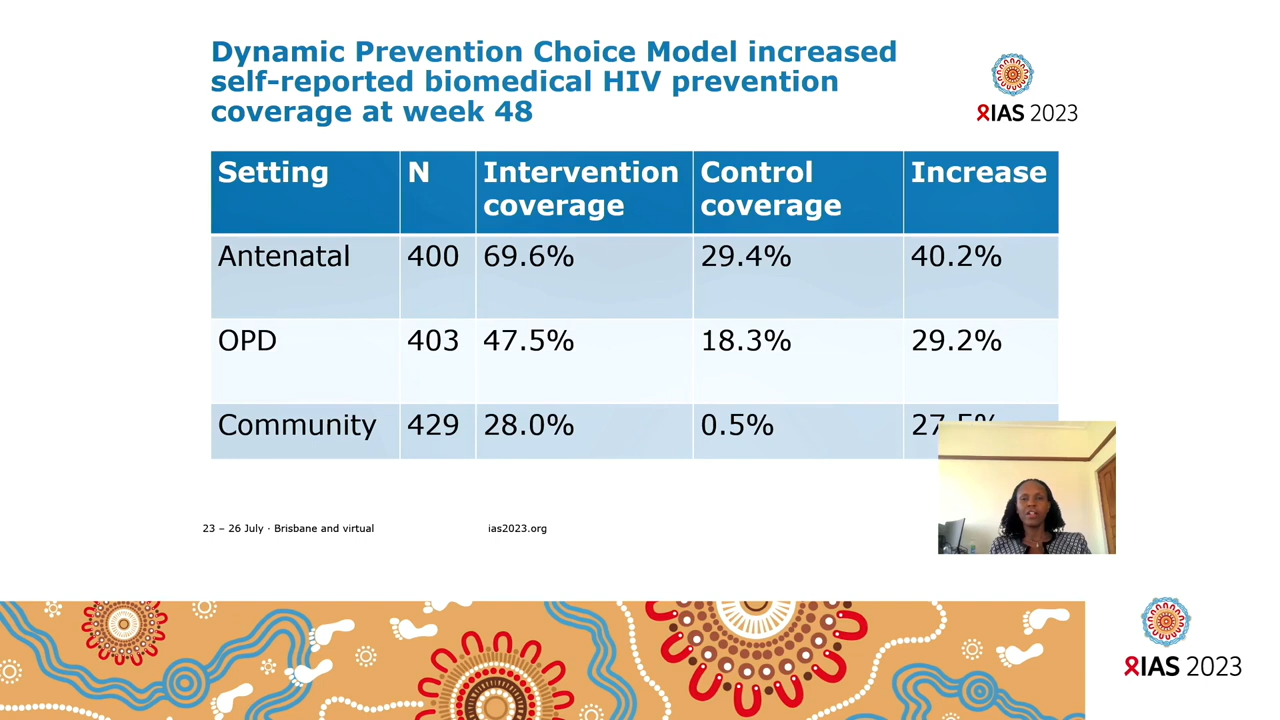 Dynamic Prevention Choice Model increased
self-reported biomedical HIV prevention
coverage at week 48
IAS 2023
Setting N Intervention coverage Control coverage Increase
Antenatal 400 69.6% 29.4% 40.2%
OPD 403 47.5% 18.3% 29.2%
Community 429 28.0% 0.5% 27.5%
23 – 26 July · Brisbane and virtual
ias2023.org
IAS 2023